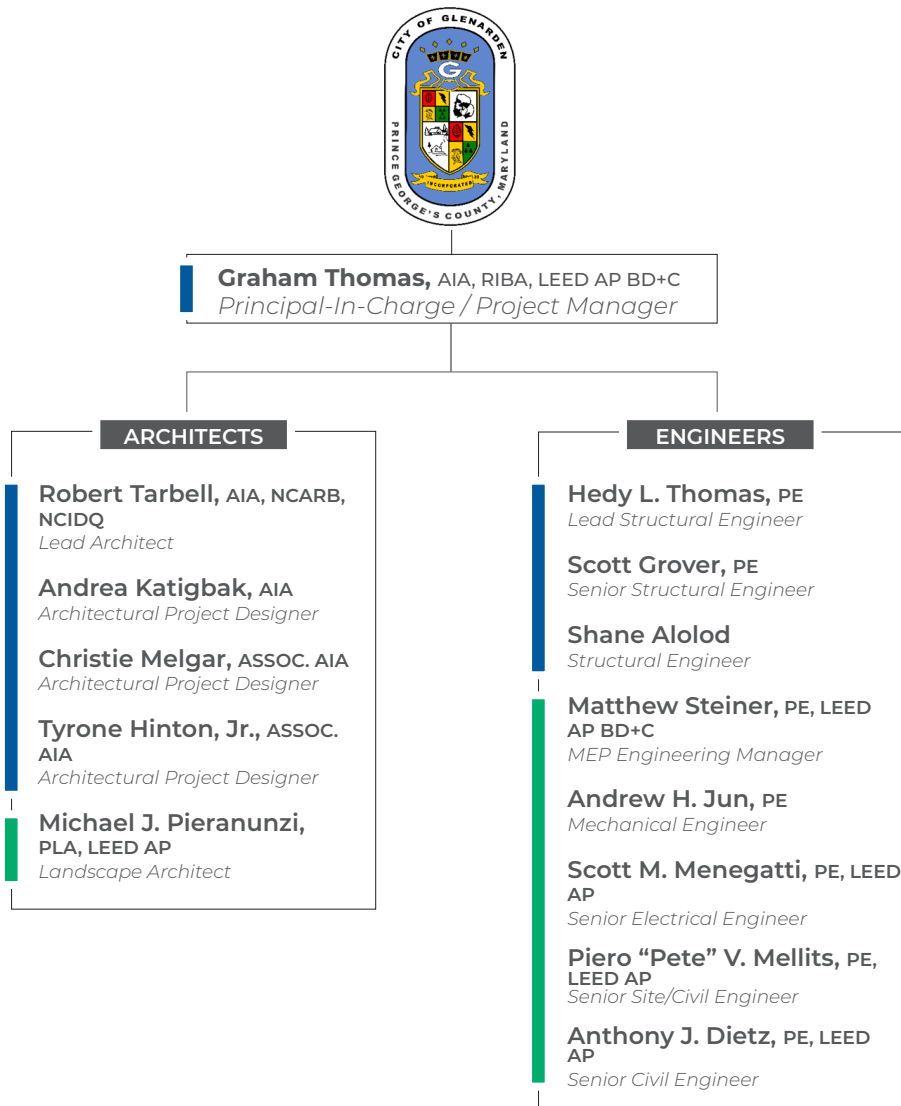 CITY OF GLENARDEN
PRINCE GEORGE'S COUNTY, MARYLAND
G
INCORPORATED
Graham Thomas, AIA, RIBA, LEED AP BD+C
Principal-In-Charge / Project Manager
ARCHITECTS
Robert Tarbell, AIA, NCARB,
NCIDQ
Lead Architect
Andrea Katigbak, AIA
Architectural Project Designer
Christie Melgar, ASSOC. AIA
Architectural Project Designer
Tyrone Hinton, Jr., ASSOC.
AIA
Architectural Project Designer
Michael J. Pieranunzi,
PLA, LEED AP
Landscape Architect
ENGINEERS
Hedy L. Thomas, PE
Lead Structural Engineer
Scott Grover, PE
Senior Structural Engineer
Shane Alolod
Structural Engineer
Matthew Steiner, PE, LEED
AP BD+C
MEP Engineering Manager
Andrew H. Jun, PE
Mechanical Engineer
Scott M. Menegatti, PE, LEED
AP
Senior Electrical Engineer
Piero “Pete” V. Mellits, PE,
LEED AP
Senior Site/Civil Engineer
Anthony J. Dietz, PE, LEED
AP
Senior Civil Engineer